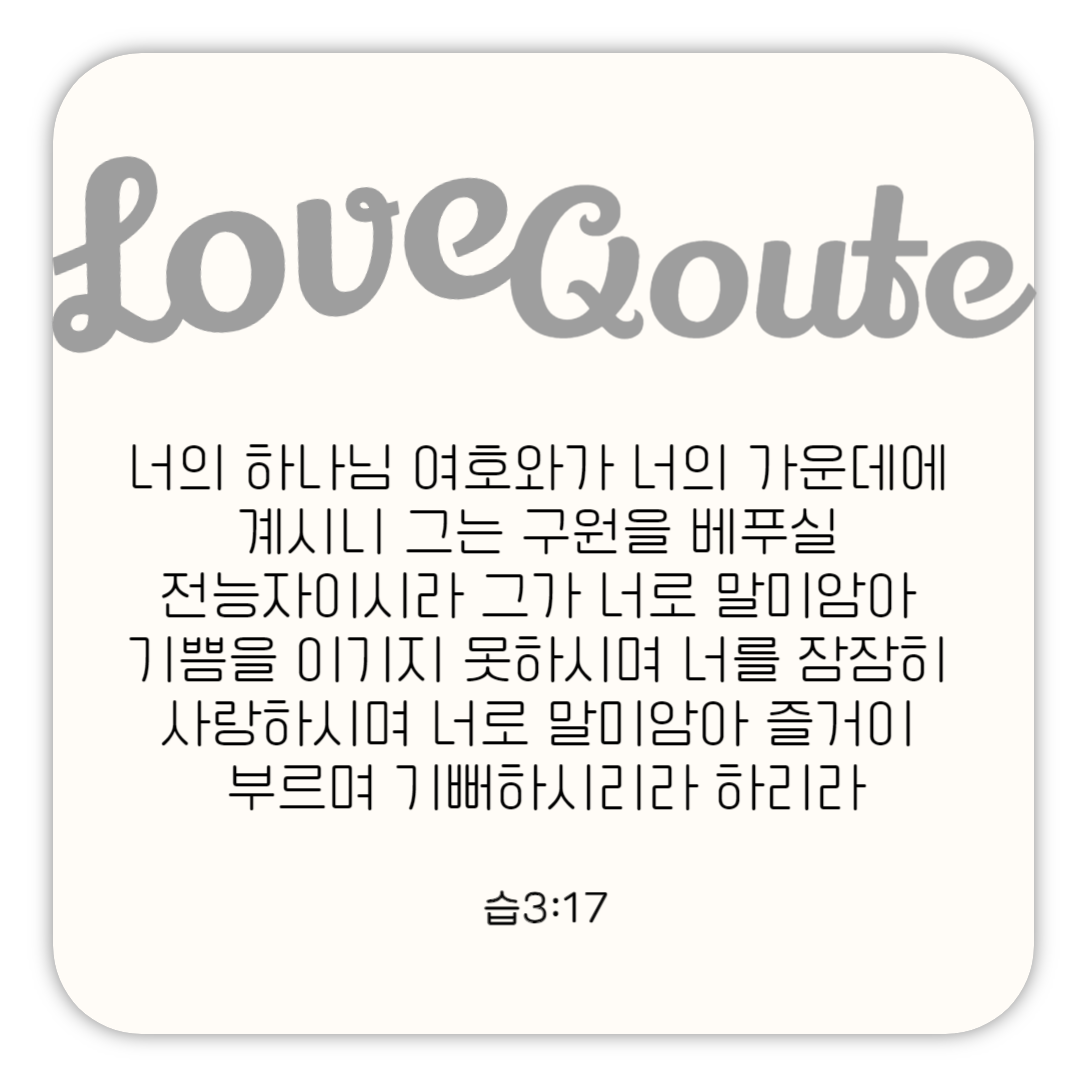 LoveQoute
너의 하나님 여호와가 너의 가운데에
계시니 그는 구원을 베푸실
전능자이시라 그가 너로 말미암아
기쁨을 이기지 못하시며 너를 잠잠히
사랑하시며 너로 말미암아 즐거이
부르며 기뻐하시리라 하리라
습3:17